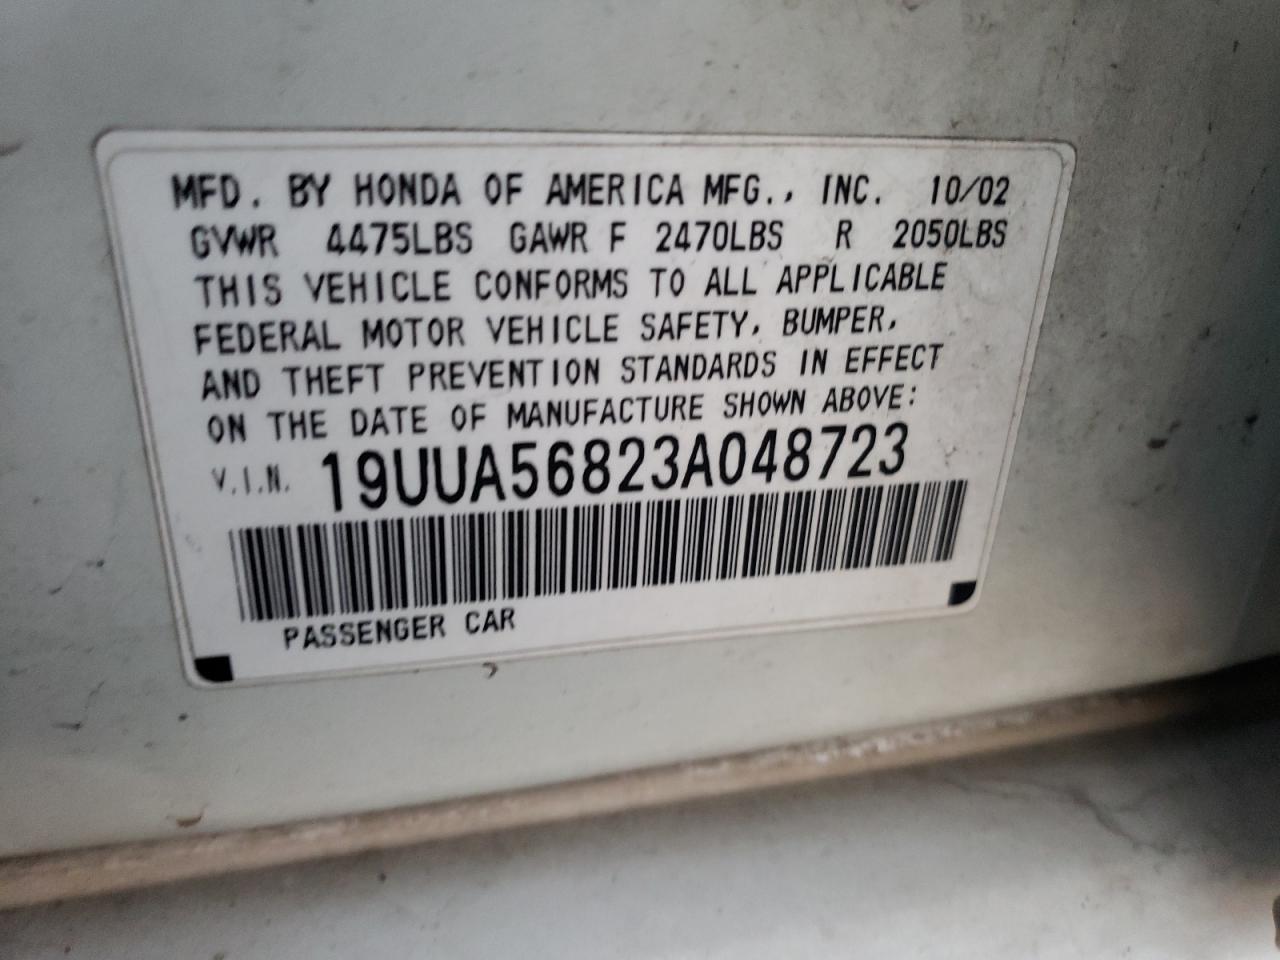 MFD. BY HONDA OF AMERICA MFG., INC. 10/02
GVWR 4475LBS GAWR F 2470LBS R 2050LBS
THIS VEHICLE CONFORMS TO ALL APPLICABLE
FEDERAL MOTOR VEHICLE SAFETY, BUMPER,
AND THEFT PREVENTION STANDARDS IN EFFECT
ON THE DATE OF MANUFACTURE SHOWN ABOVE:
V.I.N. 19UUA56823A048723
PASSENGER CAR